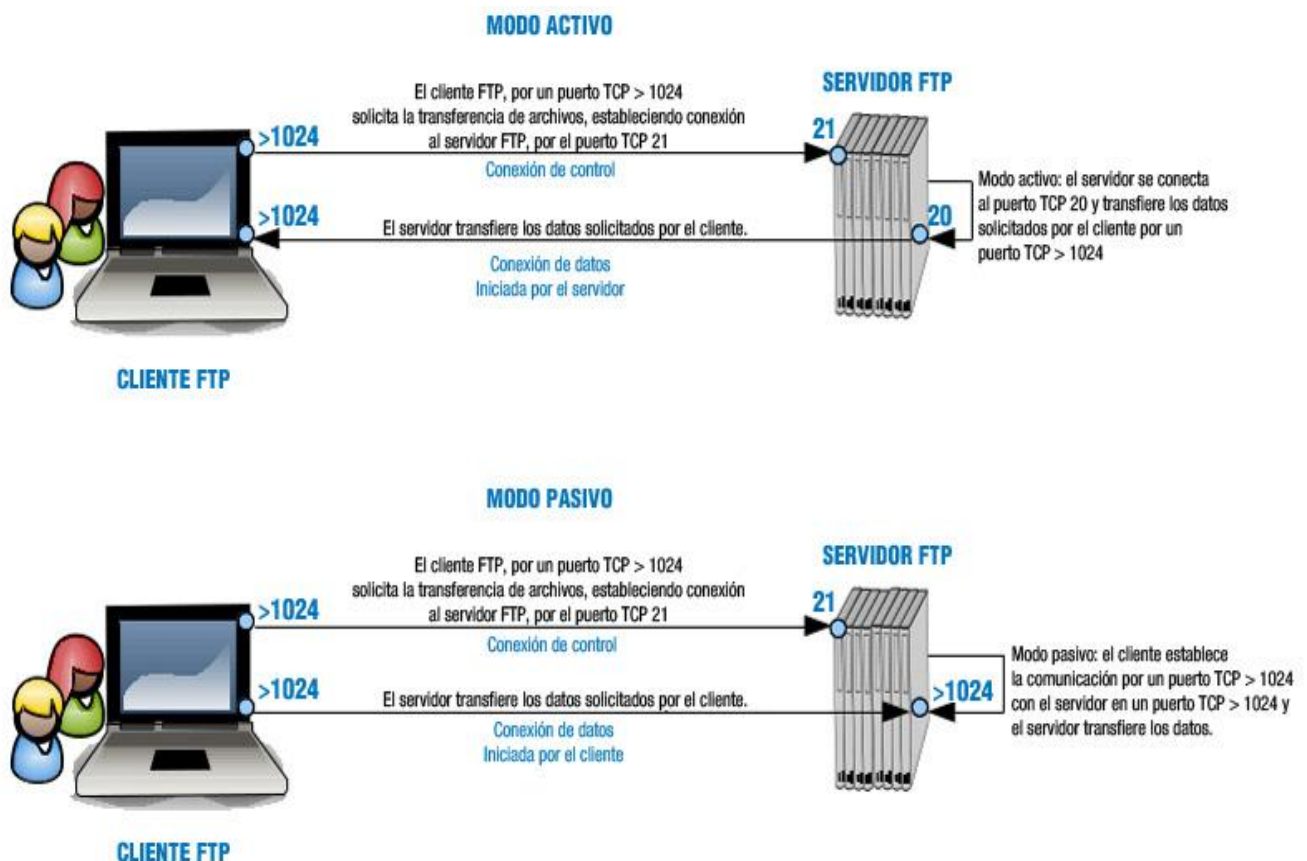 MODO ACTIVO
El cliente FTP, por un puerto TCP > 1024
solicita la transferencia de archivos, estableciendo conexión
al servidor FTP, por el puerto TCP 21
Conexión de control
SERVIDOR FTP
>1024
21
>1024
El servidor transfiere los datos solicitados por el cliente.
Conexión de datos
Iniciada por el servidor
20
Modo activo: el servidor se conecta
al puerto TCP 20 y transfiere los datos
solicitados por el cliente por un
puerto TCP > 1024
CLIENTE FTP
MODO PASIVO
El cliente FTP, por un puerto TCP > 1024
solicita la transferencia de archivos, estableciendo conexión
al servidor FTP, por el puerto TCP 21
Conexión de control
SERVIDOR FTP
>1024
21
>1024
El servidor transfiere los datos solicitados por el cliente.
Conexión de datos
Iniciada por el cliente
>1024
Modo pasivo: el cliente establece
la comunicación por un puerto TCP > 1024
con el servidor en un puerto TCP > 1024 y
el servidor transfiere los datos.
CLIENTE FTP